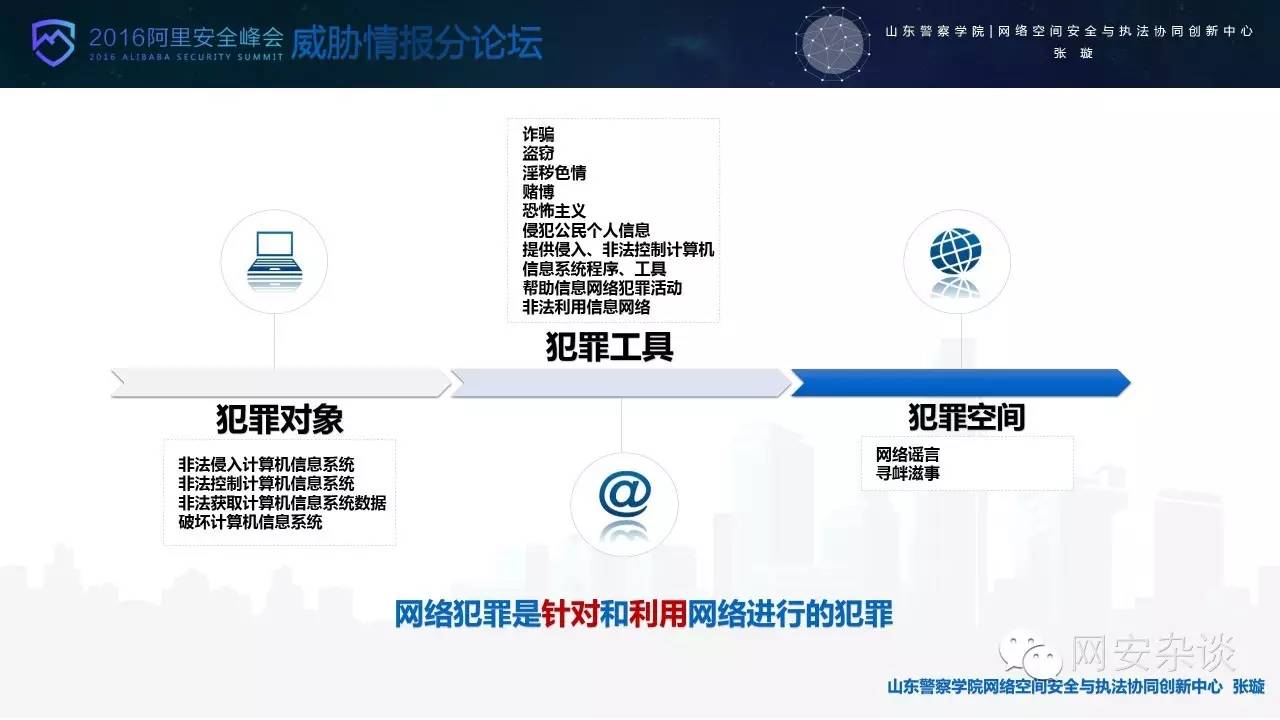 2016阿里安全峰会
2016 ALIBABA SECURITY SUMMIT
威胁情报分论坛
山东警察学院|网络空间安全与执法协同创新中心
张 璇
诈骗
盗窃
淫秽色情
赌博
恐怖主义
侵犯公民个人信息
提供侵入、非法控制计算机
信息系统程序、工具
帮助信息网络犯罪活动
非法利用信息网络
犯罪工具
犯罪对象
非法侵入计算机信息系统
非法控制计算机信息系统
非法获取计算机信息系统数据
破坏计算机信息系统
@
犯罪空间
网络谣言
寻衅滋事
网络犯罪是针对和利用网络进行的犯罪
网安杂谈
山东警察学院网络空间安全与执法协同创新中心 张璇